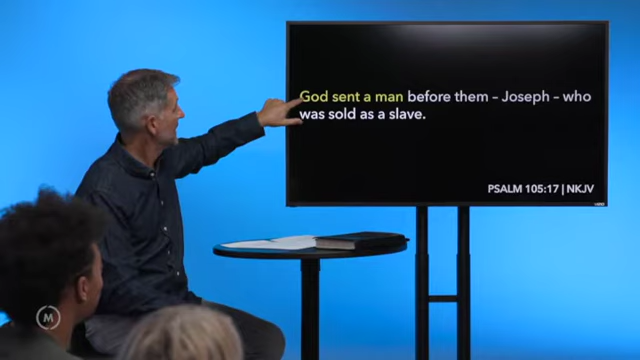 God sent a man before them – Joseph – who
was sold as a slave.
PSALM 105:17 | NKJV
M